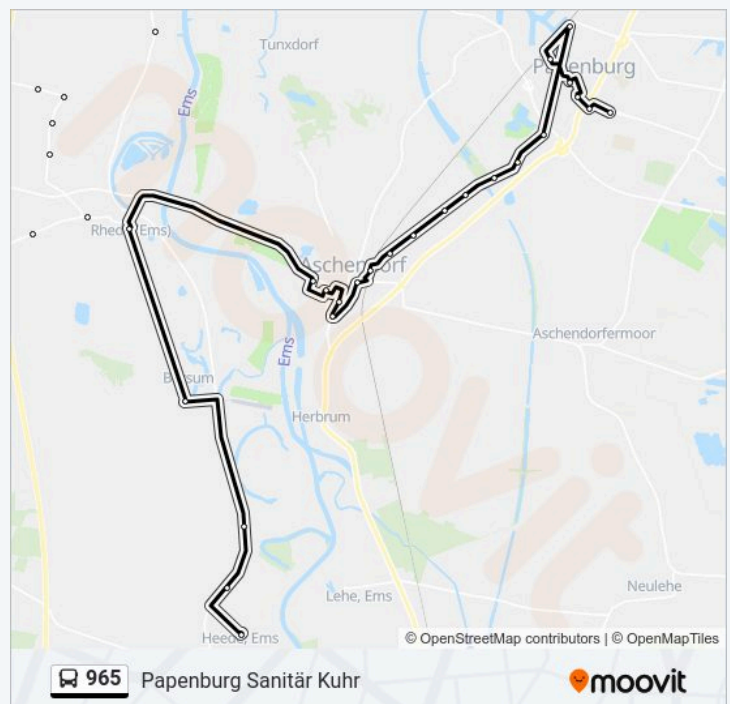 Tunxdorf
Papenburg
Ems
Rhede (Ems)
Aschendorf
Aschendorfermoor
Ems
Borsum
Herbrum
Neulehe
Lehe, Ems
Heede, Ems
© OpenStreetMap contributors | © OpenMapTiles
965 Papenburg Sanitär Kuhr
moovit